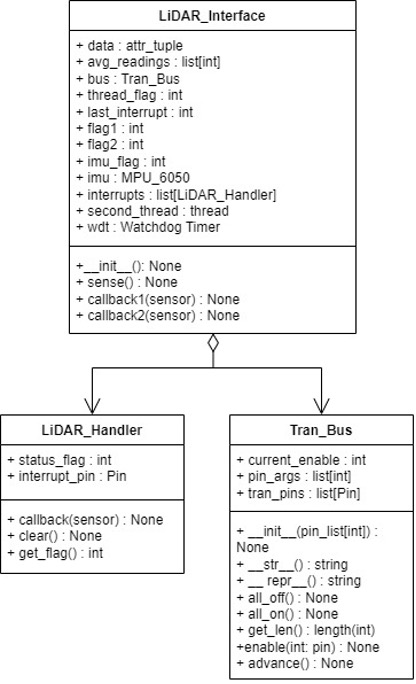 LiDAR_Interface
+ data : attr_tuple
+ avg_readings : list[int]
+ bus : Tran_Bus
+ thread_flag : int
+ last_interrupt : int
+ flag1 : int
+ flag2 : int
+ imu_flag : int
+ imu : MPU_6050
+ interrupts : list[LiDAR_Handler]
+ second_thread : thread
+ wdt : Watchdog Timer
+__init__(): None
+ sense() : None
+ callback1(sensor) : None
+ callback2(sensor) : None
LiDAR_Handler
+ status_flag : int
+ interrupt_pin : Pin
+ callback(sensor) : None
+ clear() : None
+ get_flag() : int
Tran_Bus
+ current_enable : int
+ pin_args : list[int]
+ tran_pins : list[Pin]
+ __init__(pin_list[int]) :
None
+ __str__() : string
+ __ repr__() : string
+ all_off() : None
+ all_on() : None
+ get_len() : length(int)
+enable(int: pin) : None
+ advance() : None